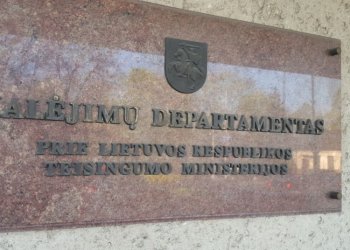 ALĖJIMŲ DEPARTAMENTAS
PRIE LIETUVOS RESPUBLIKOS
TEISINGUMO MINISTERIJOS